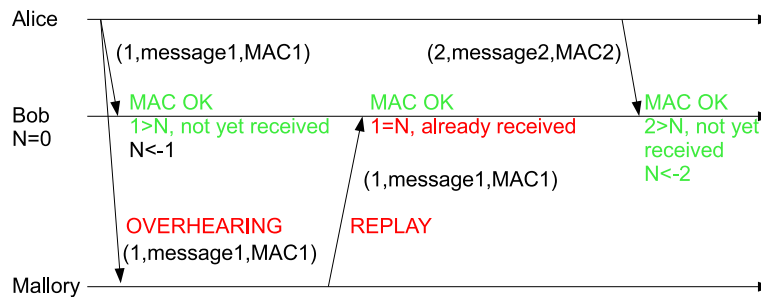 Alice
(1,message1,MAC1)
(2,message2,MAC2)
Bob
N=0
MAC OK
1>N, not yet received
N<-1
MAC OK
1=N, already received
MAC OK
2>N, not yet
received
N<-2
(1,message1,MAC1)
OVERHEARING
(1,message1,MAC1)
REPLAY
Mallory